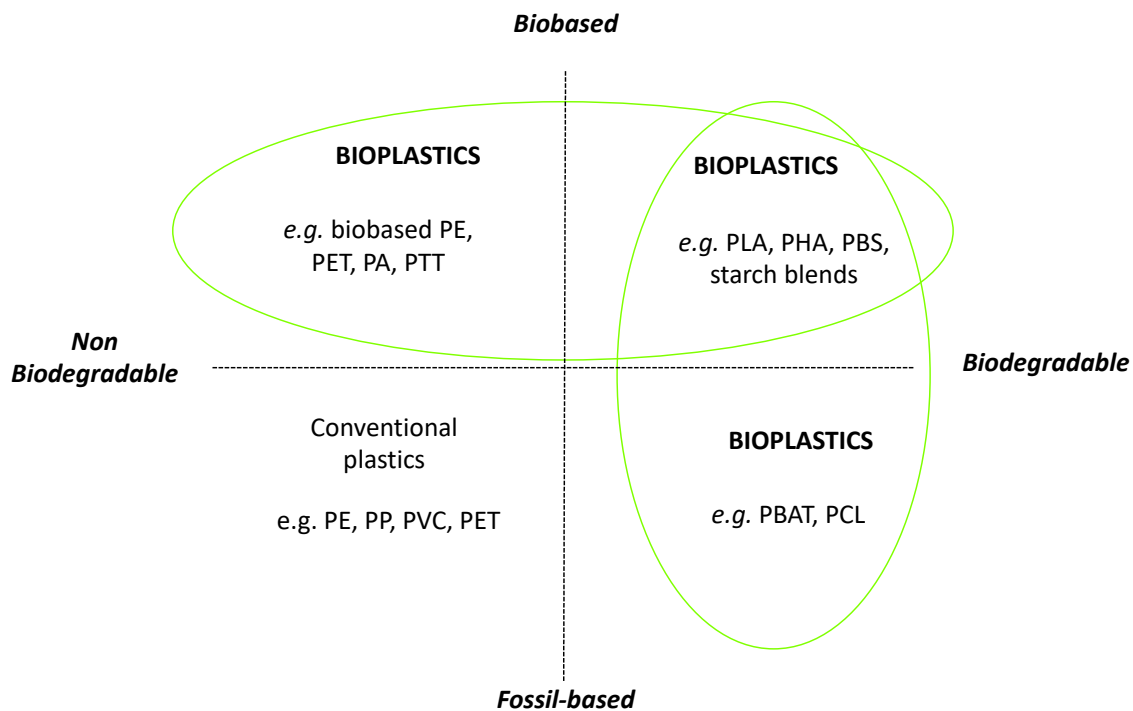 Biobased
BIOPLASTICS
e.g. biobased PE,
PET, PA, PTT
BIOPLASTICS
e.g. PLA, PHA, PBS,
starch blends
Non
Biodegradable
Biodegradable
Conventional
plastics
e.g. PE, PP, PVC, PET
BIOPLASTICS
e.g. PBAT, PCL
Fossil-based